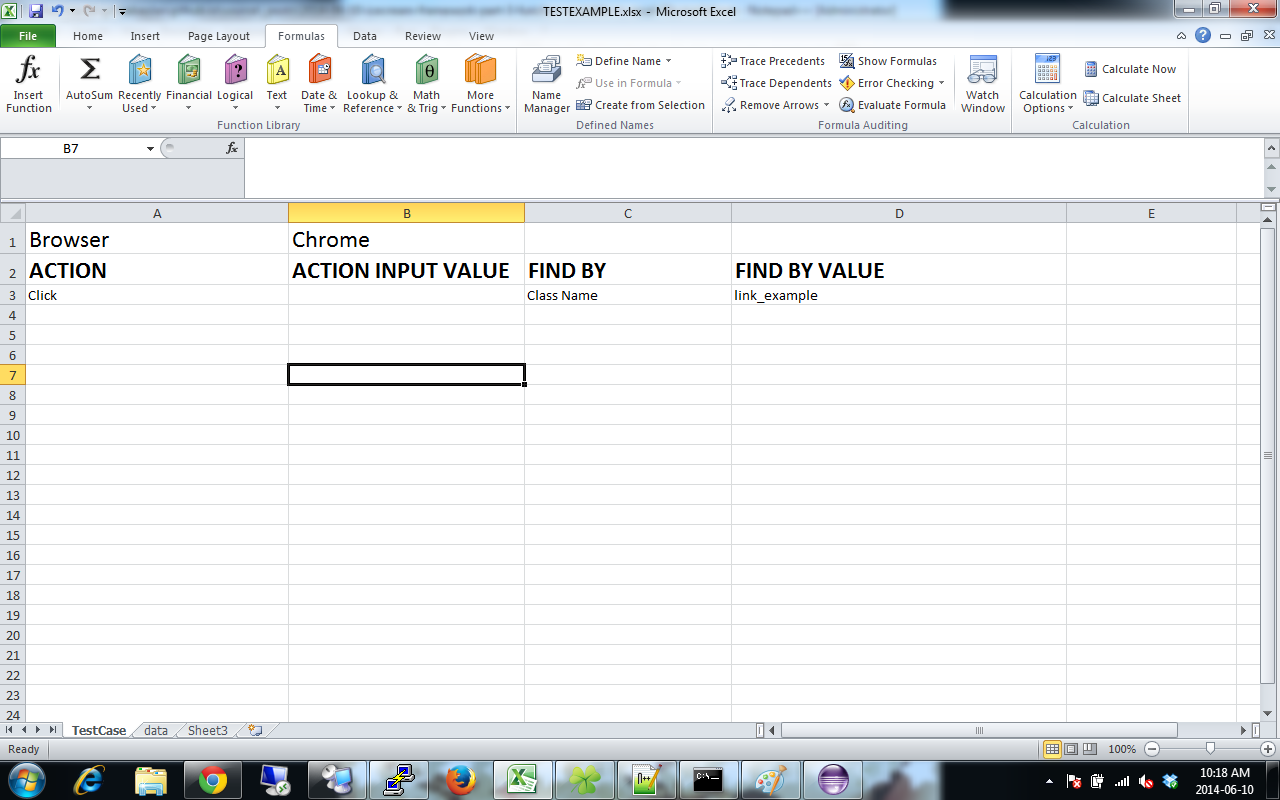 TESTEXAMPLE.xlsx - Microsoft Excel
File Home Insert Page Layout Formulas Data Review View
Insert Function
AutoSum
Recently Used
Financial
Logical
Text
Date & Time
Lookup & Reference
Math & Trig
More Functions
Function Library
Name Manager
Define Name
Use in Formula
Create from Selection
Defined Names
Trace Precedents
Trace Dependents
Remove Arrows
Show Formulas
Error Checking
Evaluate Formula
Formula Auditing
Watch Window
Calculation Options
Calculate Now
Calculate Sheet
Calculation
B7 fx
A B C D E
1 Browser Chrome
2 ACTION ACTION INPUT VALUE FIND BY FIND BY VALUE
3 Click Class Name link_example
4
5
6
7
8
9
10
11
12
13
14
15
16
17
18
19
20
21
22
23
24
TestCase data Sheet3
Ready 100%
10:18 AM
2014-06-10